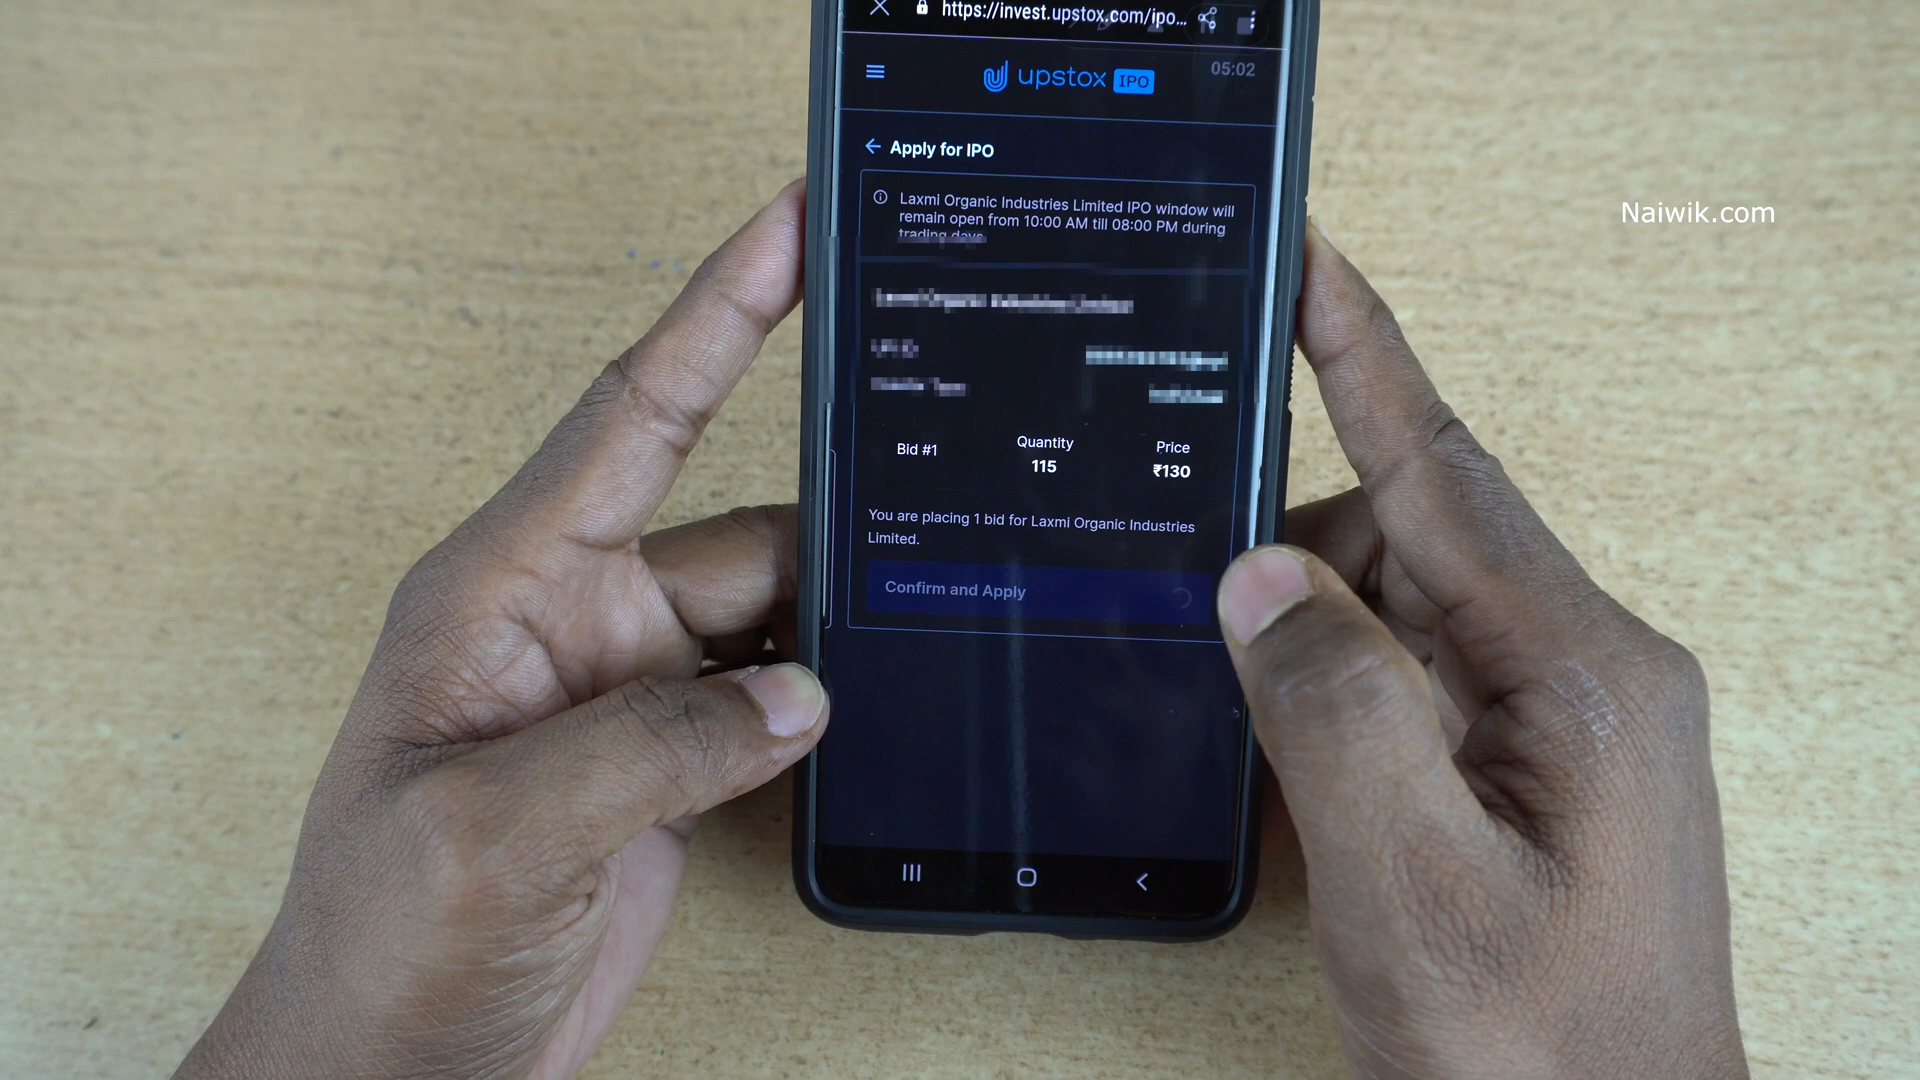 https://invest.upstox.com/ipo...
upstox IPO
05:02
Apply for IPO
Laxmi Organic Industries Limited IPO window will
remain open from 10:00 AM till 08:00 PM during
trading days
Naiwik.com
Bid #1
Quantity
115
Price
₹130
You are placing 1 bid for Laxmi Organic Industries
Limited.
Confirm and Apply